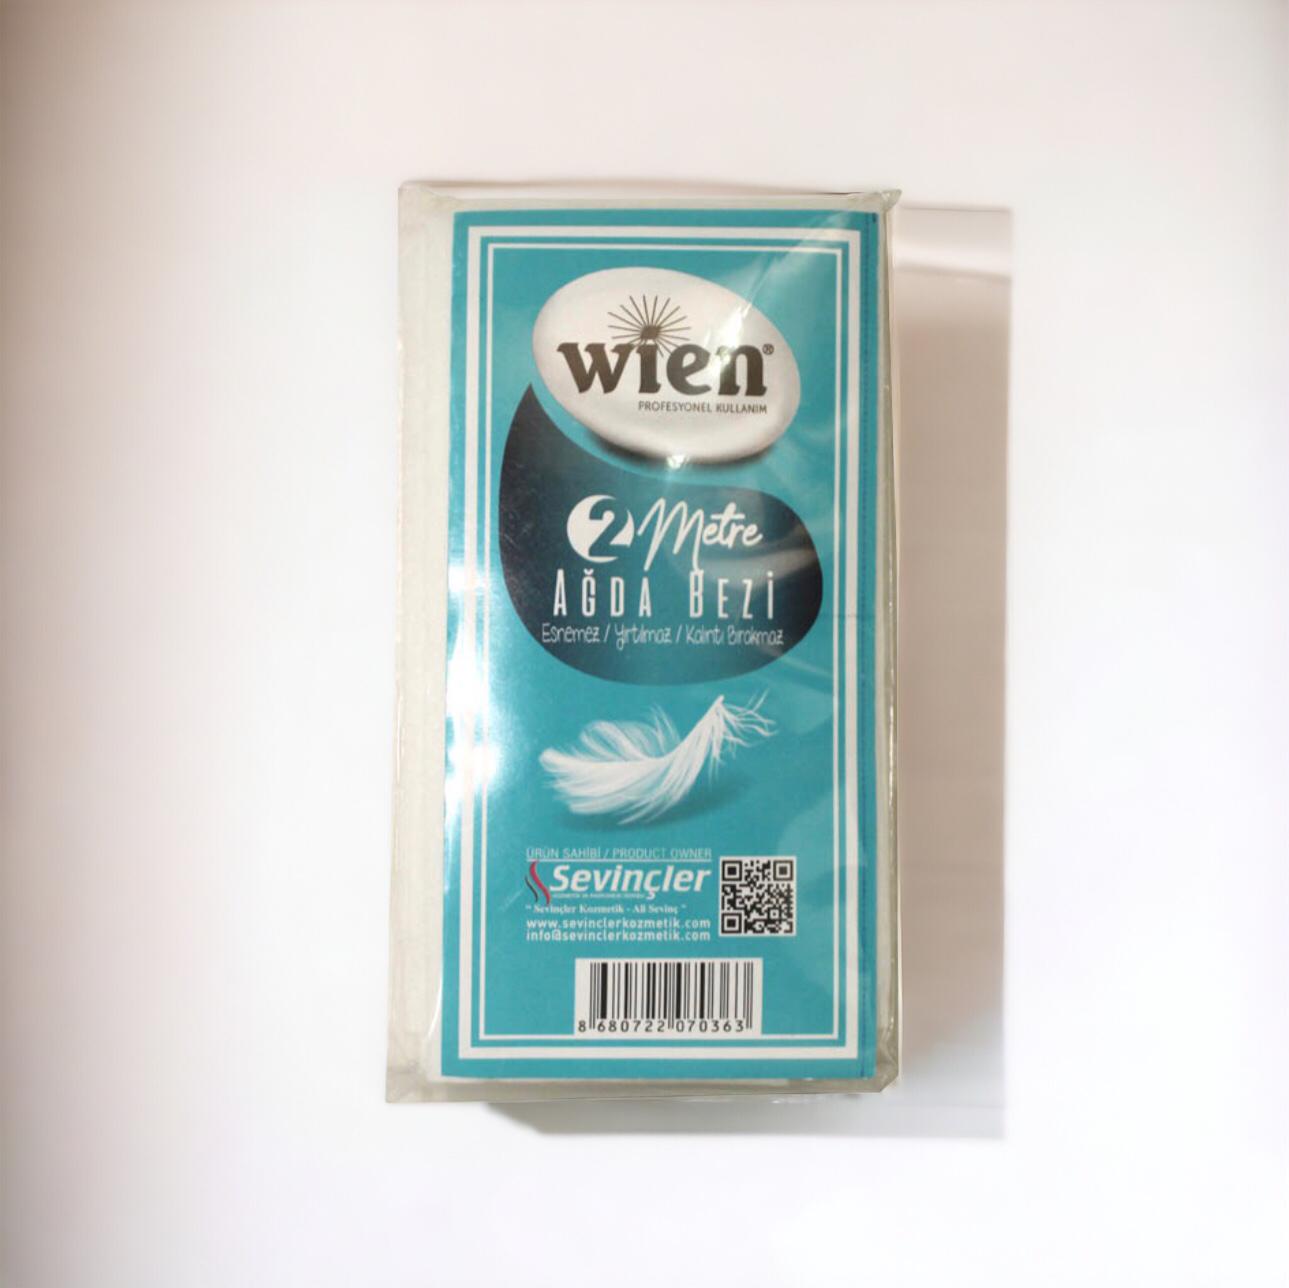 wien®
PROFESYONEL KULLANIM
2 Metre
AĞDA BEZİ
Esnemez / Yırtılmaz / Kalıntı Bırakmaz
ÜRÜN SAHİBİ / PRODUCT OWNER
Sevinçler
" Sevinçler Kozmetik - Ali Sevinç "
www.sevinclerkozmetik.com
info@sevinclerkozmetik.com
8 680722 070363